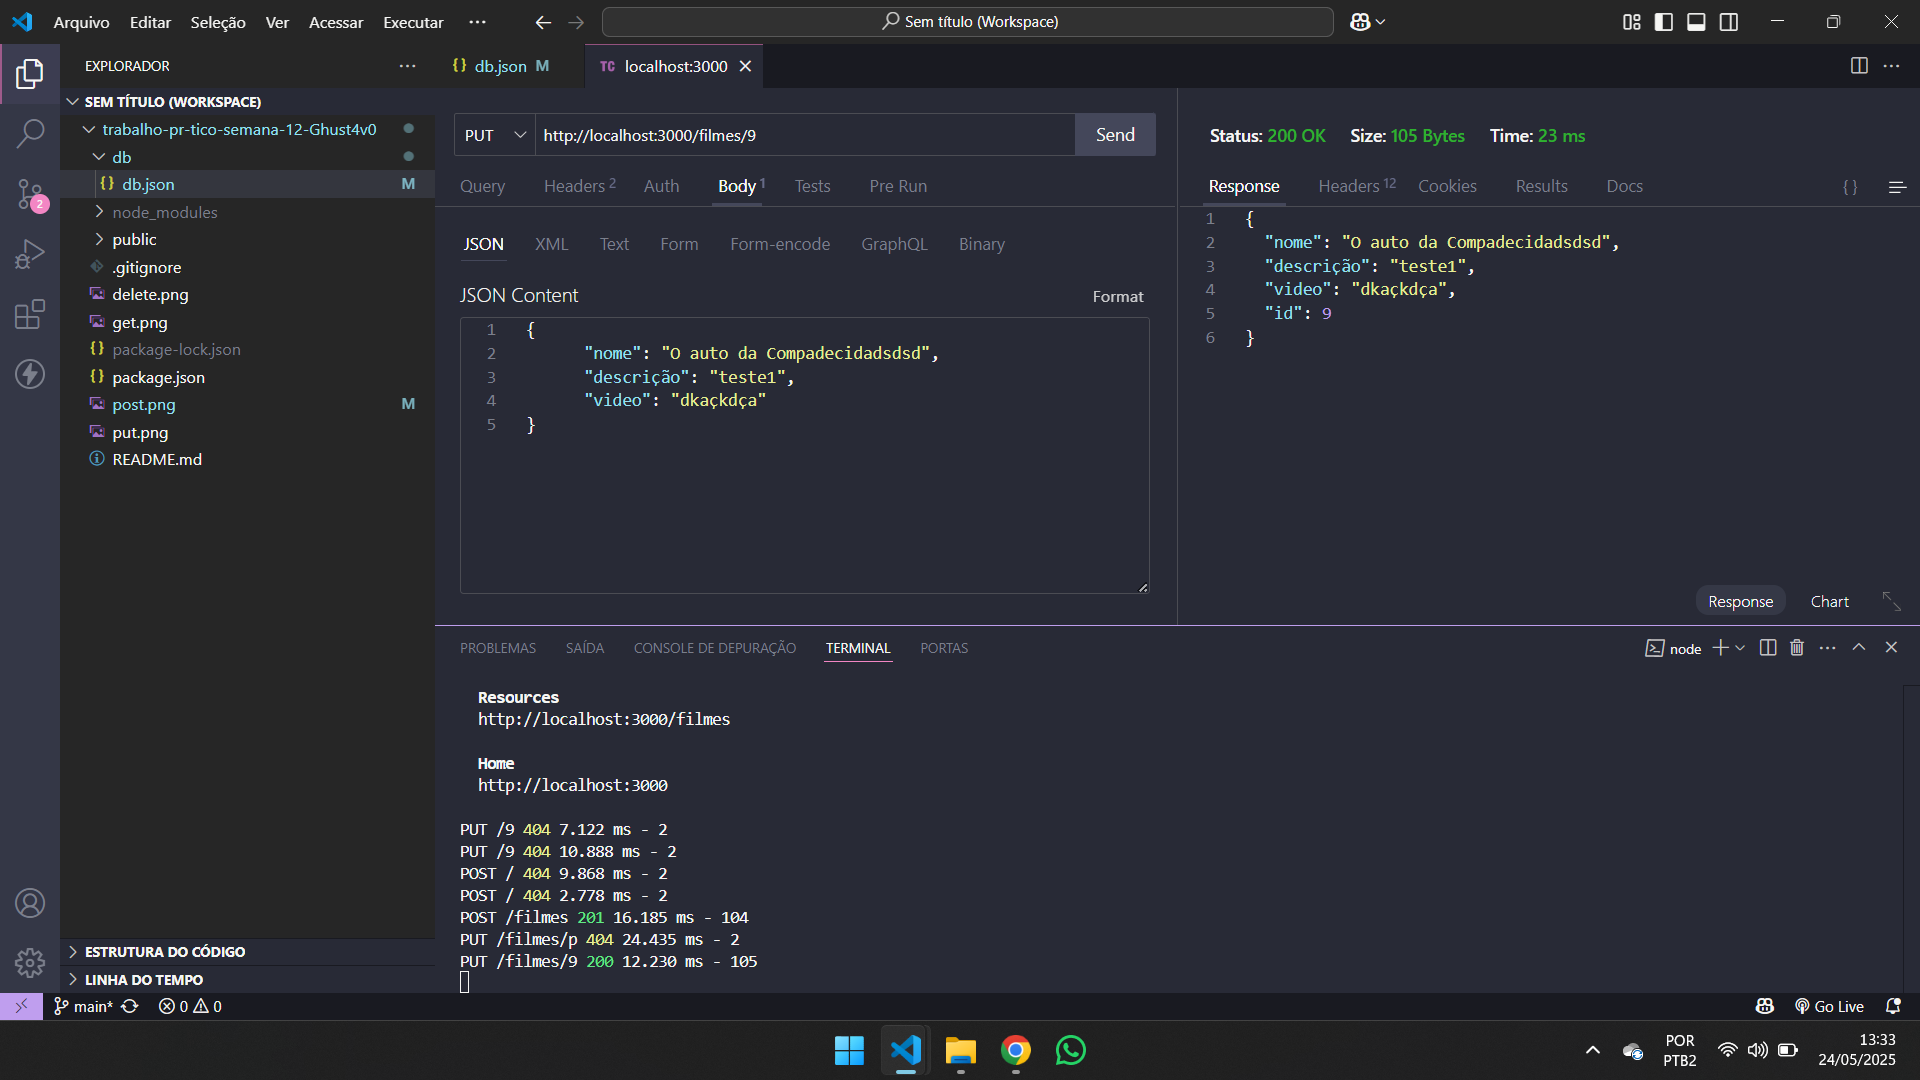 Arquivo Editar Seleção Ver Acessar Executar ··· Sem título (Workspace)
EXPLORADOR ···
{} db.json M TC localhost:3000
SEM TÍTULO (WORKSPACE)
trabalho-pr-tico-semana-12-Ghust4v0
db
{} db.json M
node_modules
public
.gitignore
delete.png
get.png
{} package-lock.json
{} package.json
post.png M
put.png
README.md
2
ESTRUTURA DO CÓDIGO
LINHA DO TEMPO
PUT http://localhost:3000/filmes/9 Send
Query Headers 2 Auth Body 1 Tests Pre Run
JSON XML Text Form Form-encode GraphQL Binary
JSON Content Format
1 {
2 "nome": "O auto da Compadecidadsdsd",
3 "descrição": "teste1",
4 "video": "dkaçkdça"
5 }
Status: 200 OK Size: 105 Bytes Time: 23 ms
Response Headers 12 Cookies Results Docs {}
1 {
2 "nome": "O auto da Compadecidadsdsd",
3 "descrição": "teste1",
4 "video": "dkaçkdça",
5 "id": 9
6 }
Response Chart
PROBLEMAS SAÍDA CONSOLE DE DEPURAÇÃO TERMINAL PORTAS node ···
Resources
http://localhost:3000/filmes
Home
http://localhost:3000
PUT /9 404 7.122 ms - 2
PUT /9 404 10.888 ms - 2
POST / 404 9.868 ms - 2
POST / 404 2.778 ms - 2
POST /filmes 201 16.185 ms - 104
PUT /filmes/p 404 24.435 ms - 2
PUT /filmes/9 200 12.230 ms - 105
main* 0 0 Go Live
POR
PTB2
13:33
24/05/2025